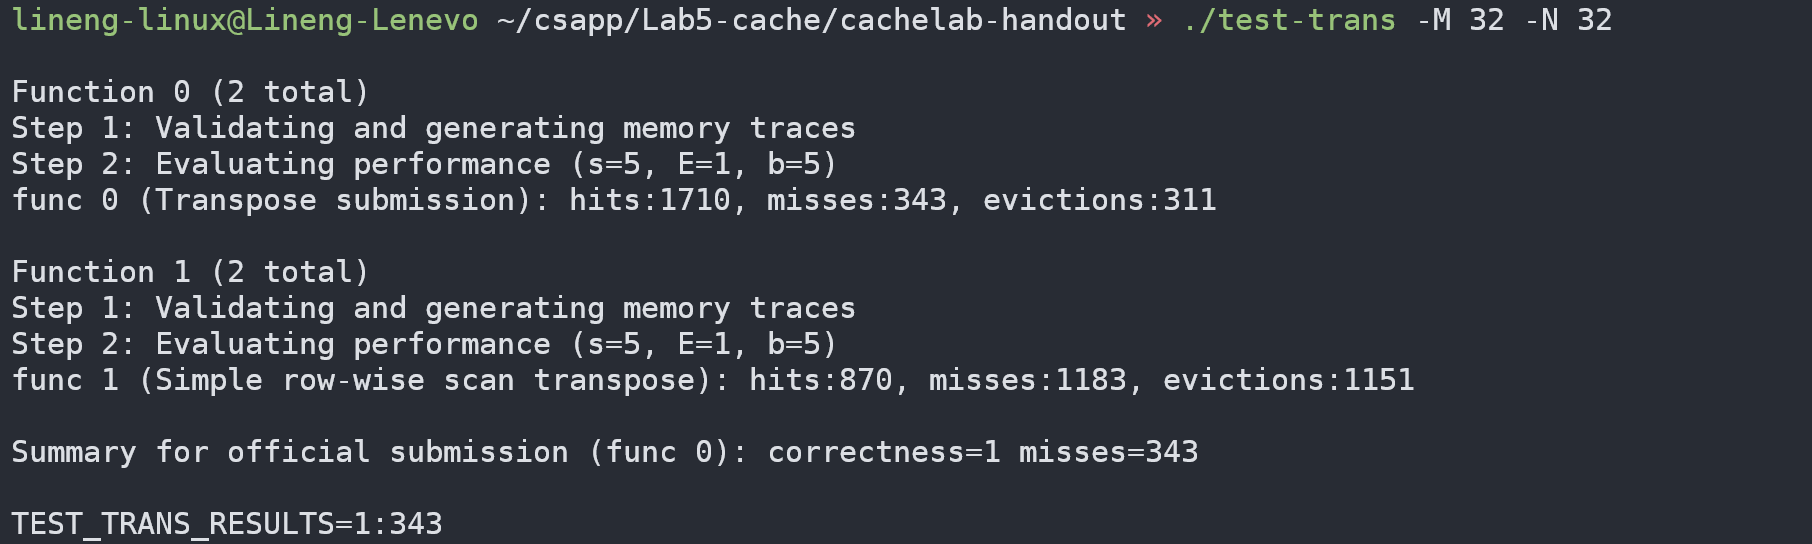 lineng-linux@Lineng-Lenevo ~/csapp/Lab5-cache/cachelab-handout » ./test-trans -M 32 -N 32
Function 0 (2 total)
Step 1: Validating and generating memory traces
Step 2: Evaluating performance (s=5, E=1, b=5)
func 0 (Transpose submission): hits:1710, misses:343, evictions:311
Function 1 (2 total)
Step 1: Validating and generating memory traces
Step 2: Evaluating performance (s=5, E=1, b=5)
func 1 (Simple row-wise scan transpose): hits:870, misses:1183, evictions:1151
Summary for official submission (func 0): correctness=1 misses=343
TEST_TRANS_RESULTS=1:343